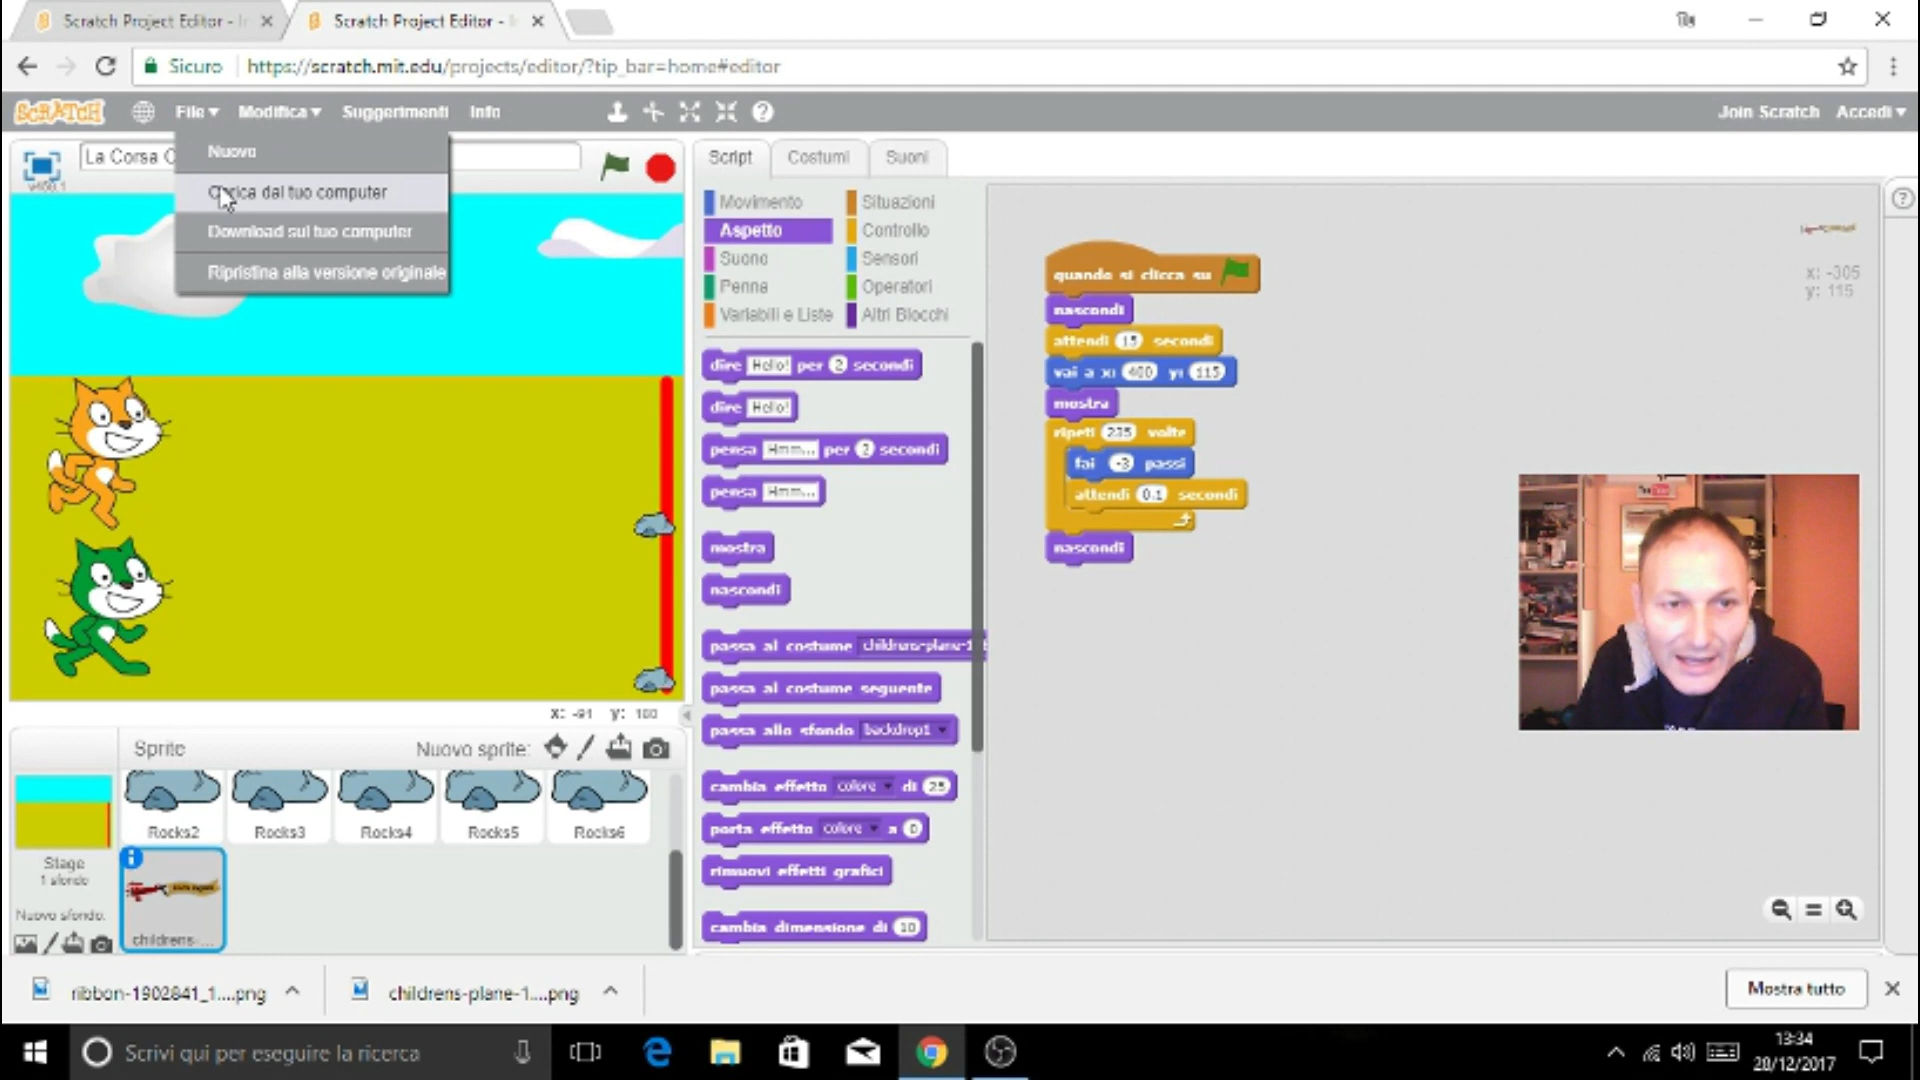 Scratch Project Editor - I
Scratch Project Editor - I
Sicuro
https://scratch.mit.edu/projects/editor/?tip_bar=home#editor
SCRATCH
File
Modifica
Suggerimenti
Info
Join Scratch
Accedi
La Corsa
v460.1
Nuovo
Carica dal tuo computer
Download sul tuo computer
Ripristina alla versione originale
Script
Costumi
Suoni
Movimento
Aspetto
Suono
Penna
Variabili e Liste
Situazioni
Controllo
Sensori
Operatori
Altri Blocchi
dire Hello! per 2 secondi
dire Hello!
pensa Hmm... per 2 secondi
pensa Hmm...
mostra
nascondi
passa al costume childrens-plane-1
passa al costume seguente
passa allo sfondo backdrop1
cambia effetto colore di 25
porta effetto colore a 0
rimuovi effetti grafici
cambia dimensione di 10
quando si clicca su
nascondi
attendi 15 secondi
vai a x: 400 y: 115
mostra
ripeti 235 volte
fai -3 passi
attendi 0.1 secondi
nascondi
x: -305
y: 115
x: -91 y: 180
Sprite
Nuovo sprite:
Rocks2
Rocks3
Rocks4
Rocks5
Rocks6
Stage
1 sfondo
Nuovo sfondo:
childrens-...
ribbon-1902841_1....png
childrens-plane-1....png
Mostra tutto
Scrivi qui per eseguire la ricerca
13:34
28/12/2017